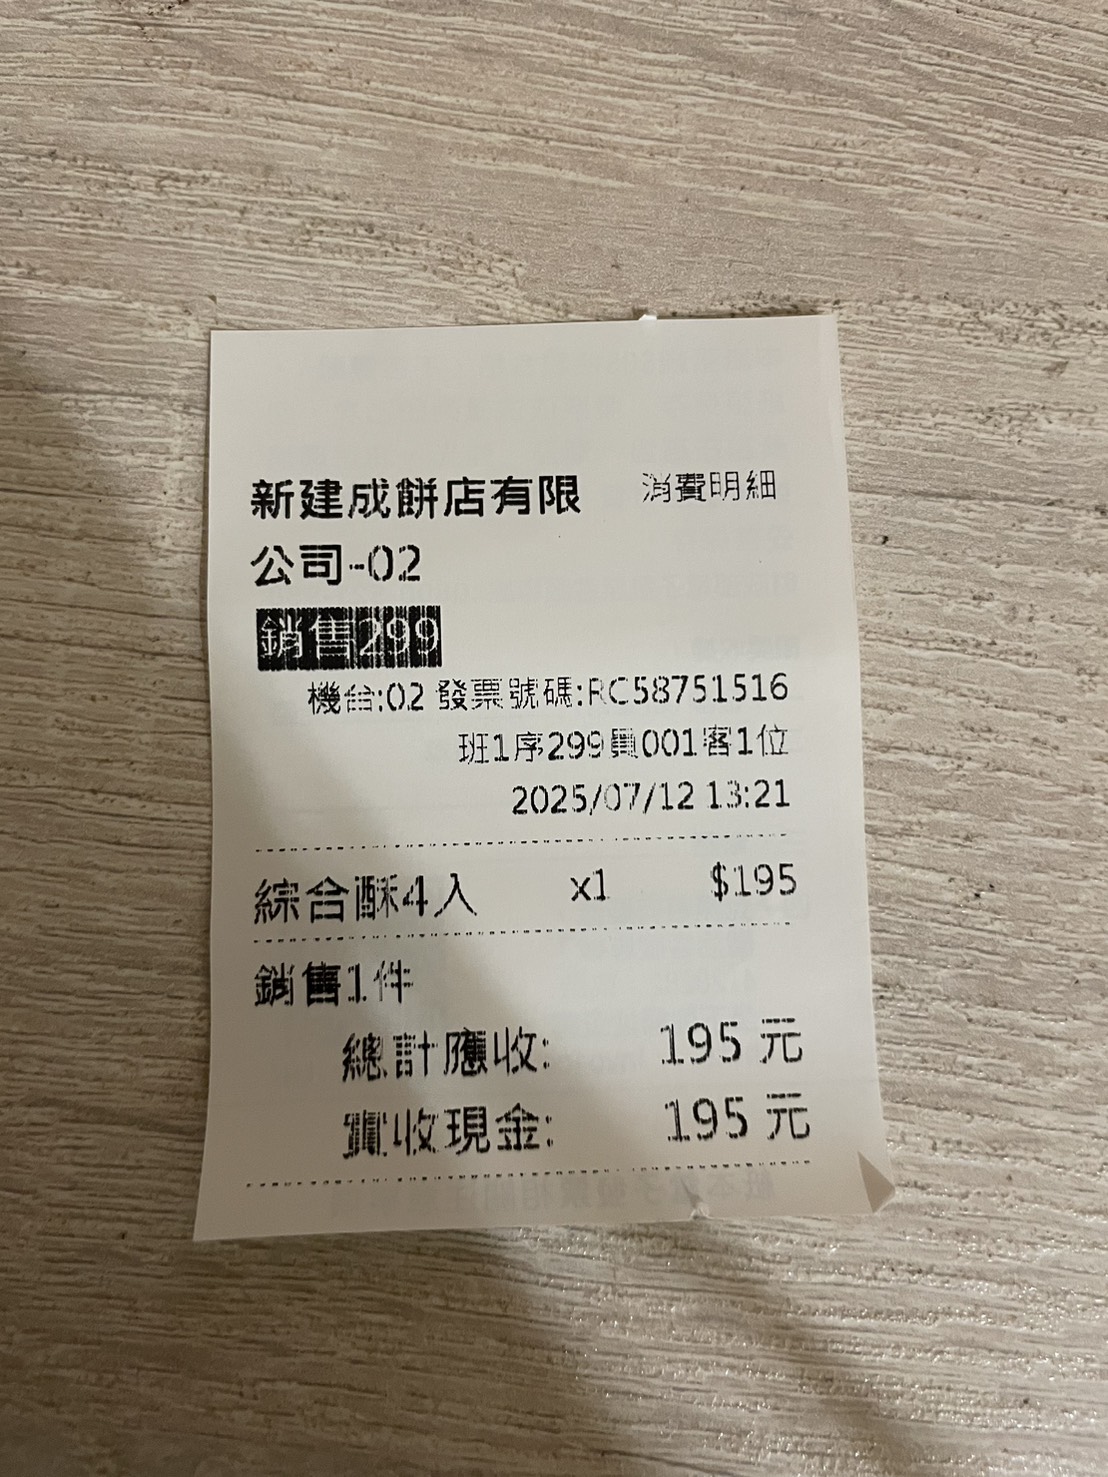 新建成餅店有限 消費明細
公司-02
銷售299
機台:02 發票號碼:RC58751516
班1序299員001客1位
2025/07/12 13:21
綜合酥4入 x1 $195
銷售1件
總計應收: 195 元
實收現金: 195 元